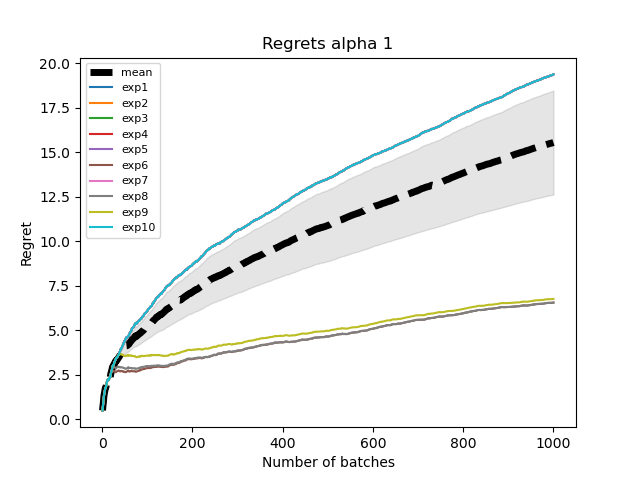 Regrets alpha 1
20.0
17.5
15.0
12.5
10.0
7.5
5.0
2.5
0.0
Regret
mean
exp1
exp2
exp3
exp4
exp5
exp6
exp7
exp8
exp9
exp10
0 200 400 600 800 1000
Number of batches